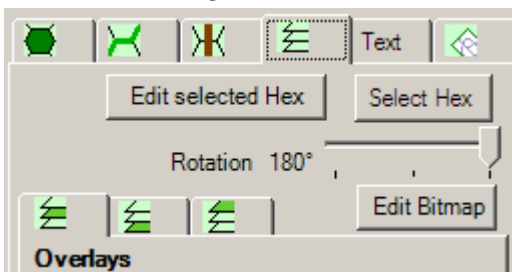 Text
Edit selected Hex Select Hex
Rotation 180°
Edit Bitmap
Overlays